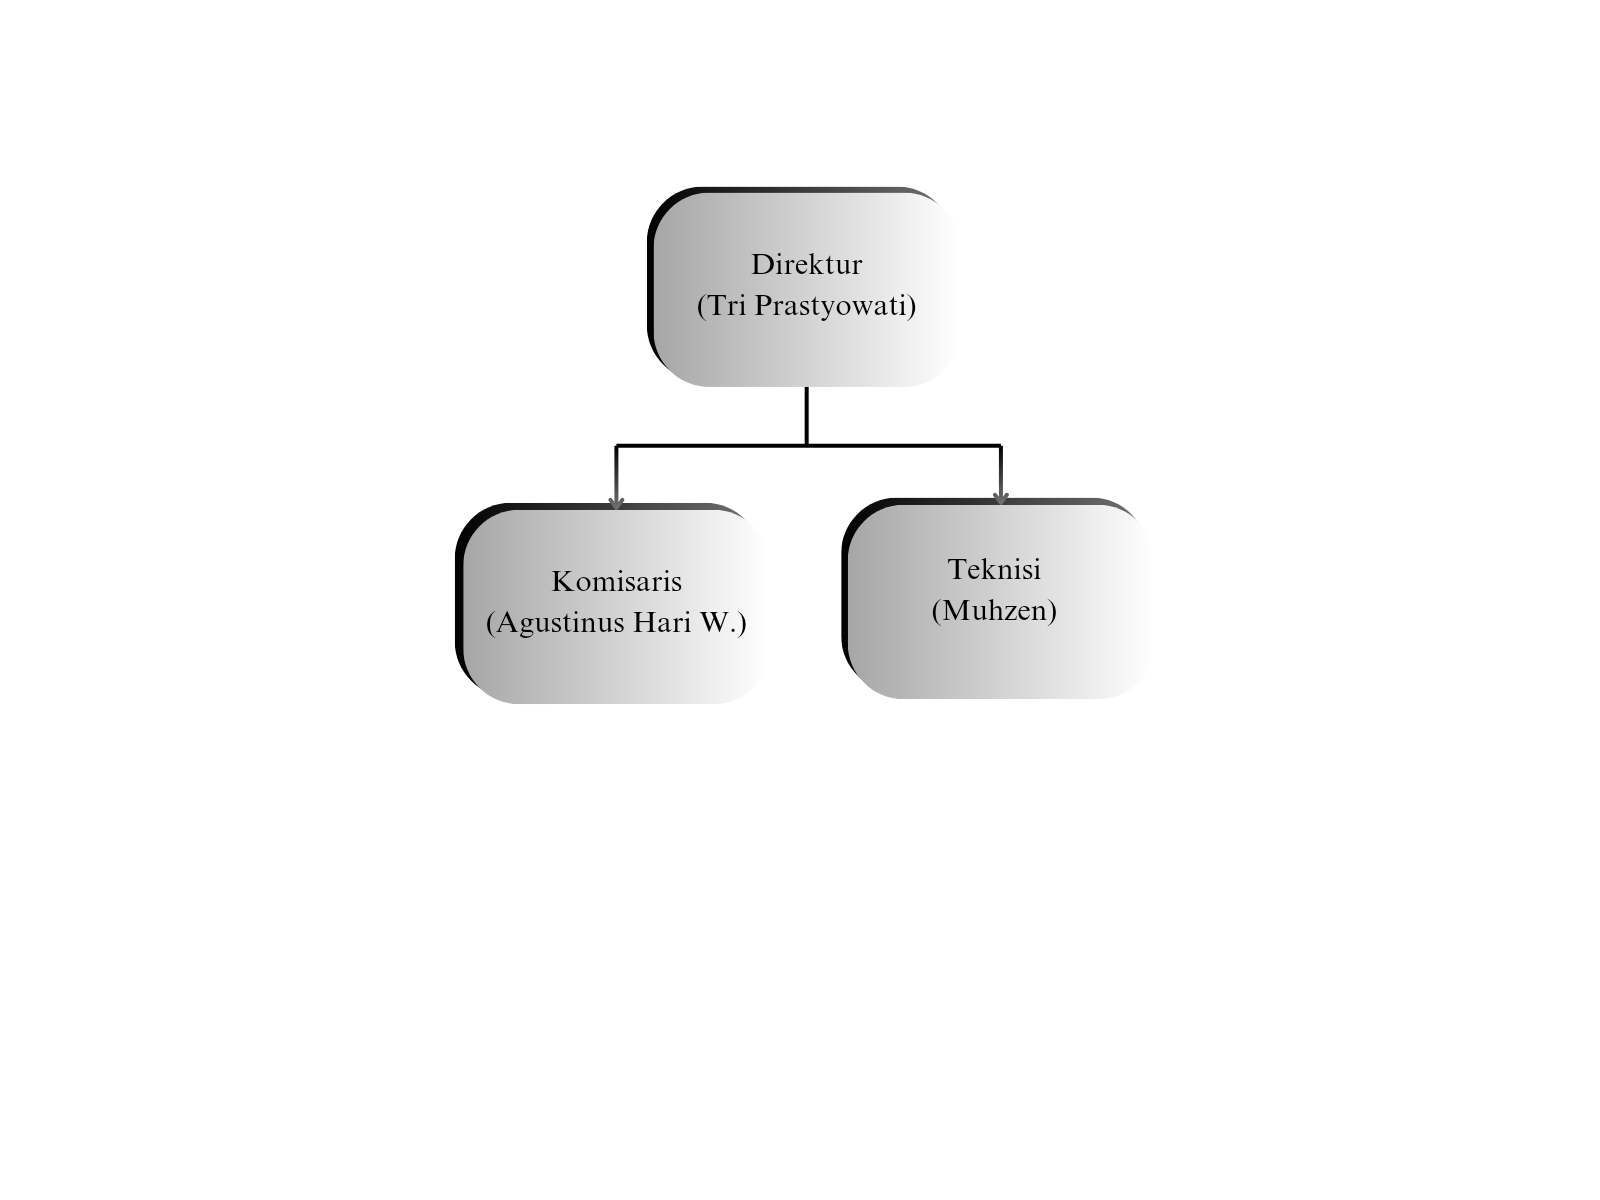 Direktur
(Tri Prastyowati)
Komisaris
(Agustinus Hari W.)
Teknisi
(Muhzen)